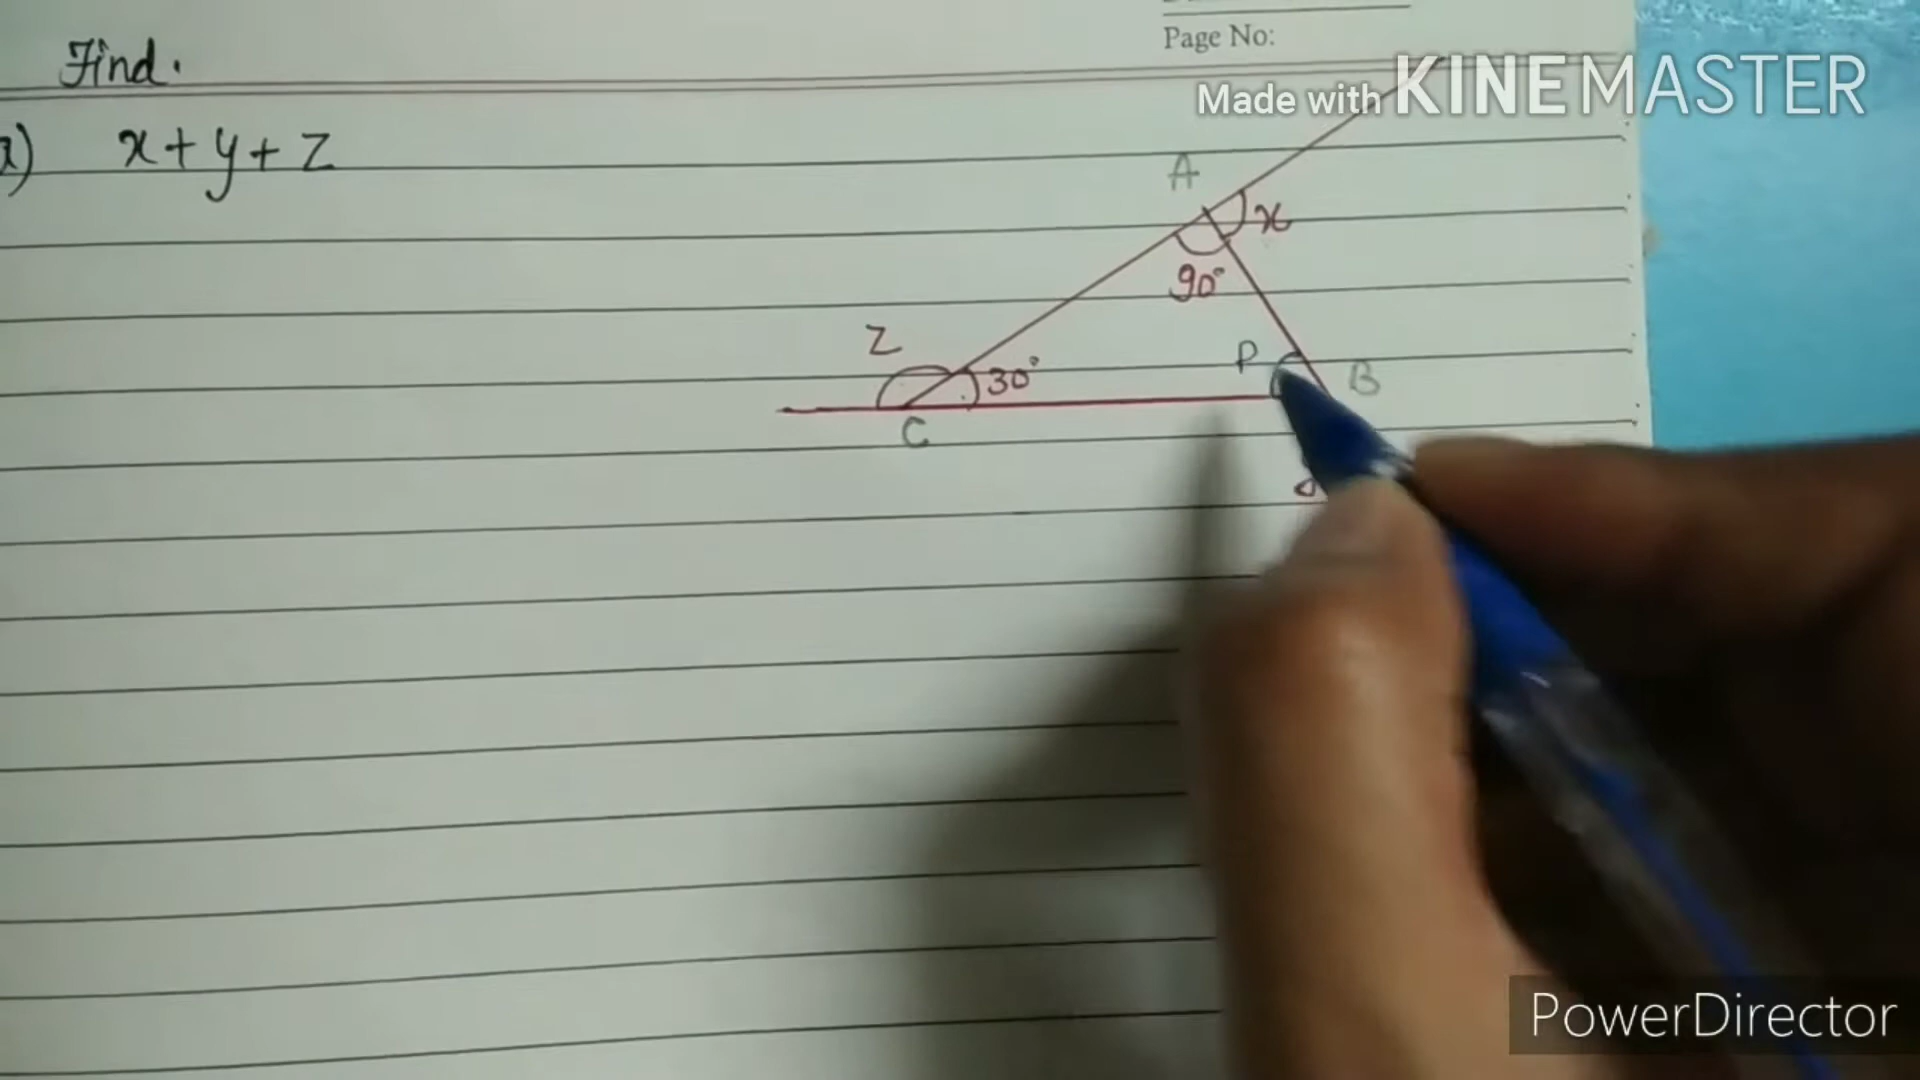 Page No:
Find.
x+y+z
Made with KINEMASTER
A
x
90°
z
30°
P
B
C
PowerDirector